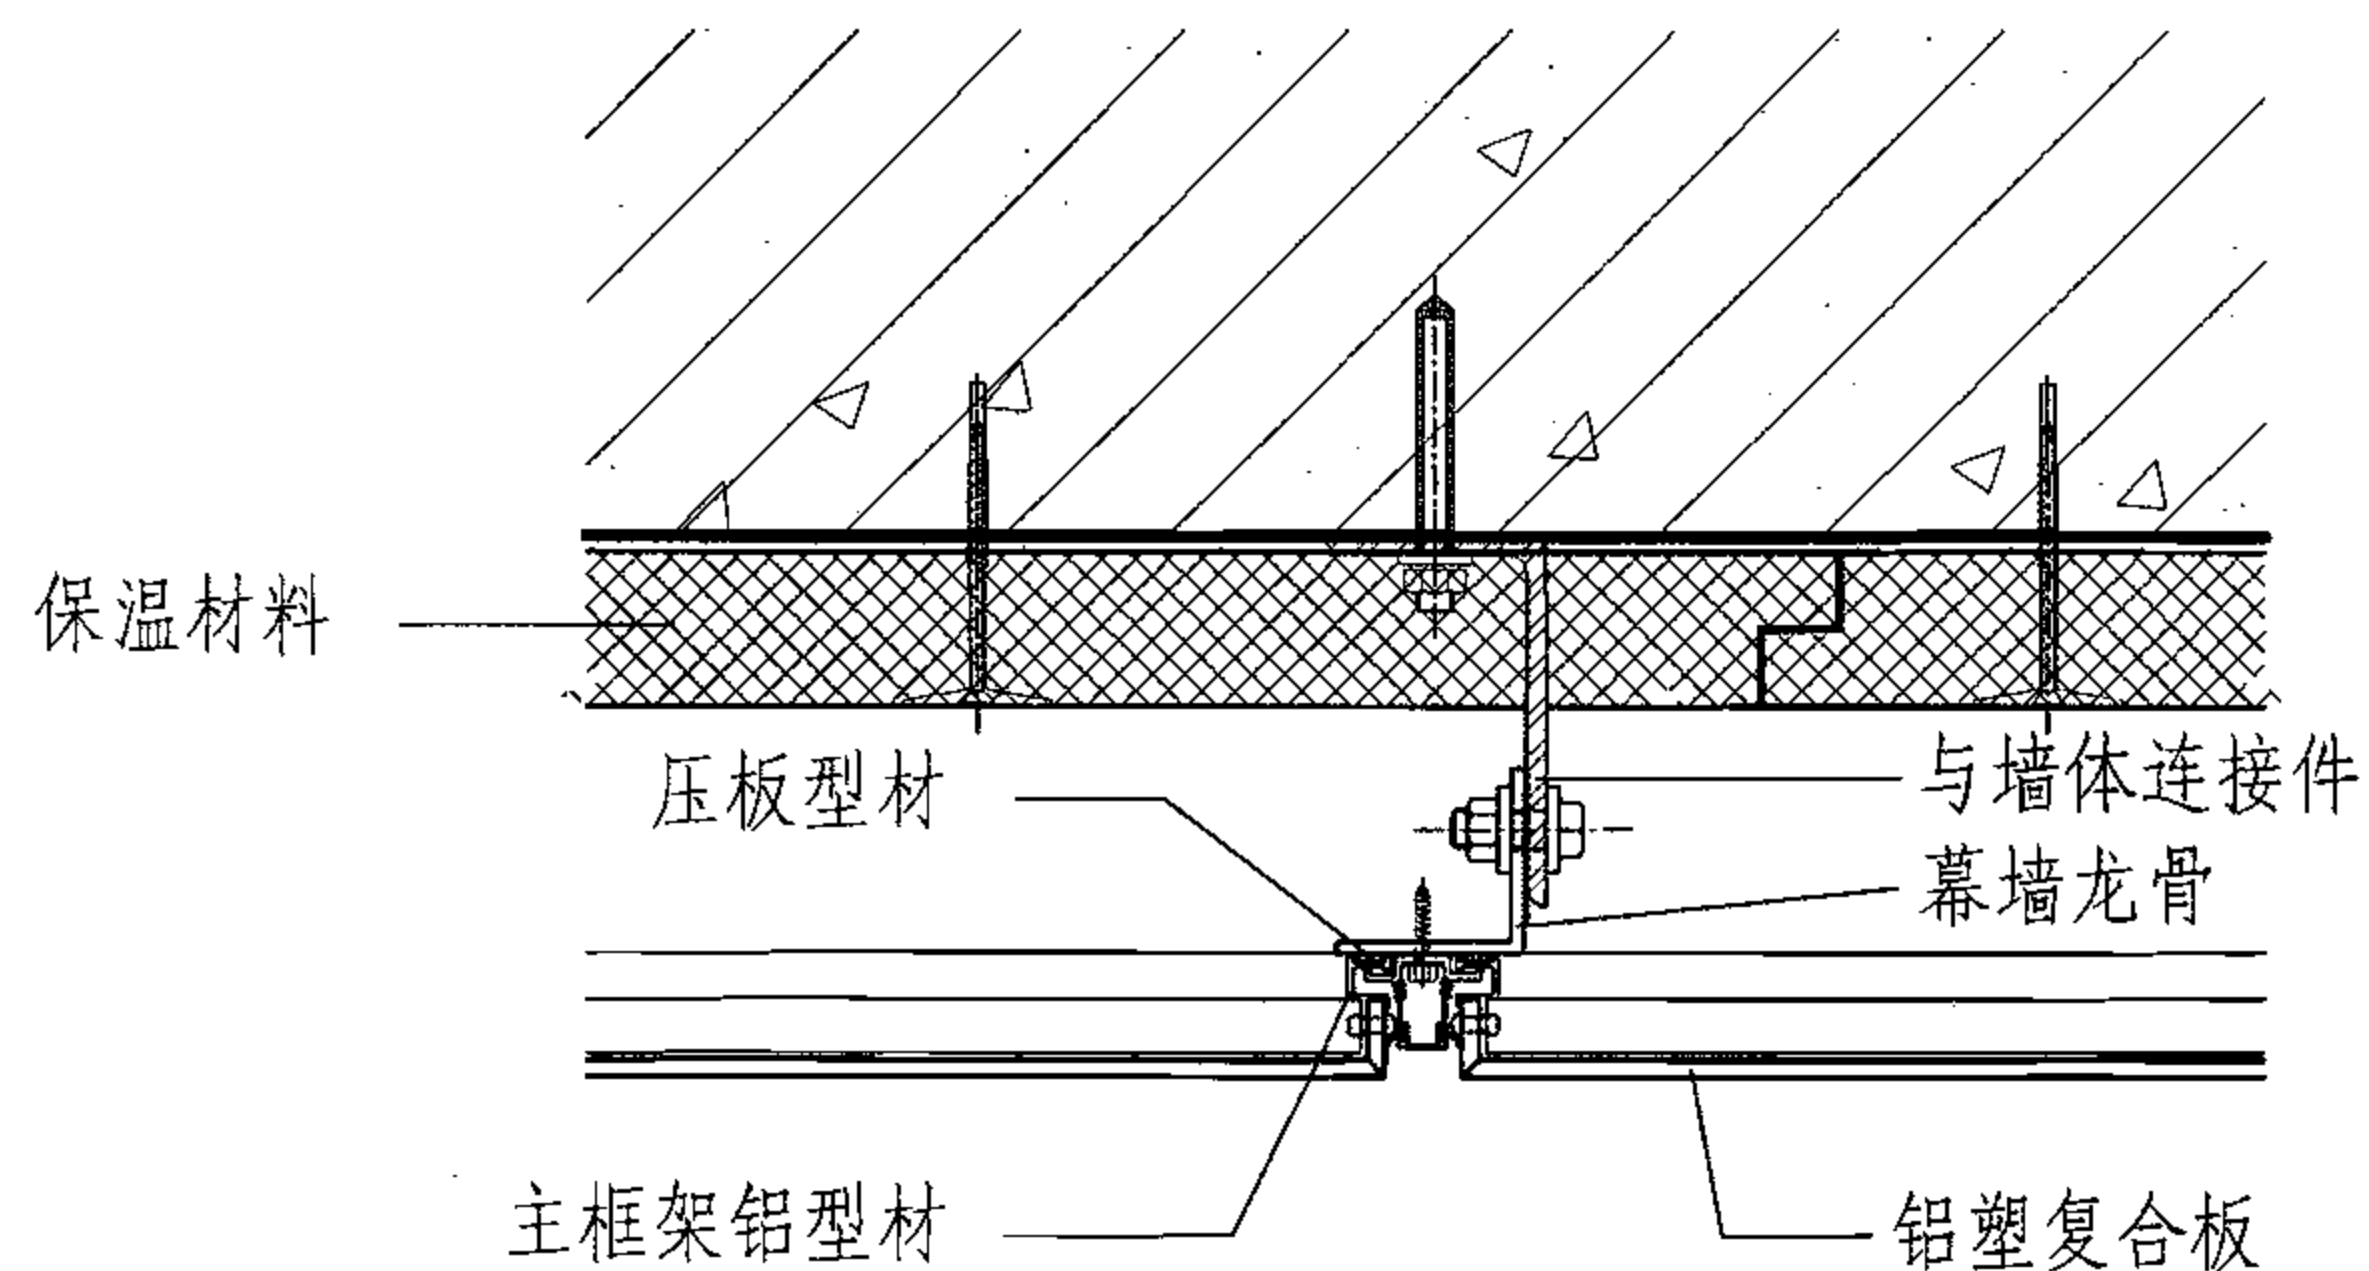 保温材料
压板型材
与墙体连接件
幕墙龙骨
主框架铝型材
铝塑复合板